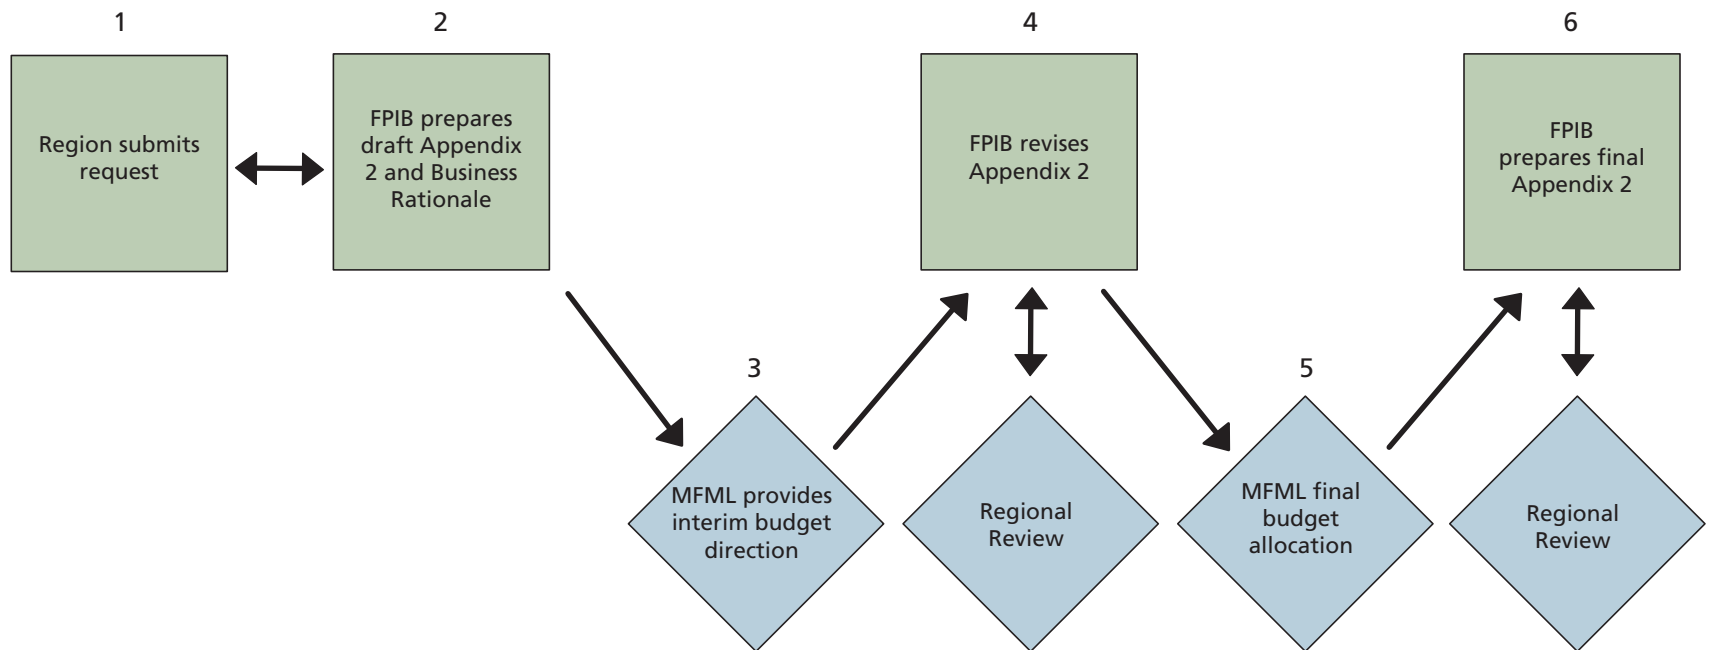 1
Region submits
request
2
FPIB prepares
draft Appendix
2 and Business
Rationale
3
MFML provides
interim budget
direction
4
FPIB revises
Appendix 2
Regional
Review
5
MFML final
budget
allocation
6
FPIB
prepares final
Appendix 2
Regional
Review